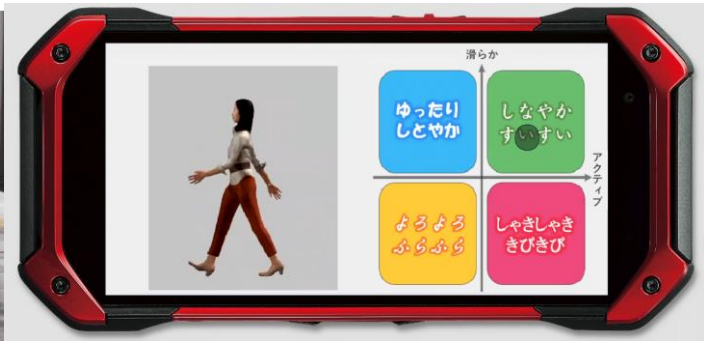 滑らか
ゆったり
しとやか
しなやか
すいすい
アクティブ
よろよろ
ふらふら
しゃきしゃき
きびきび